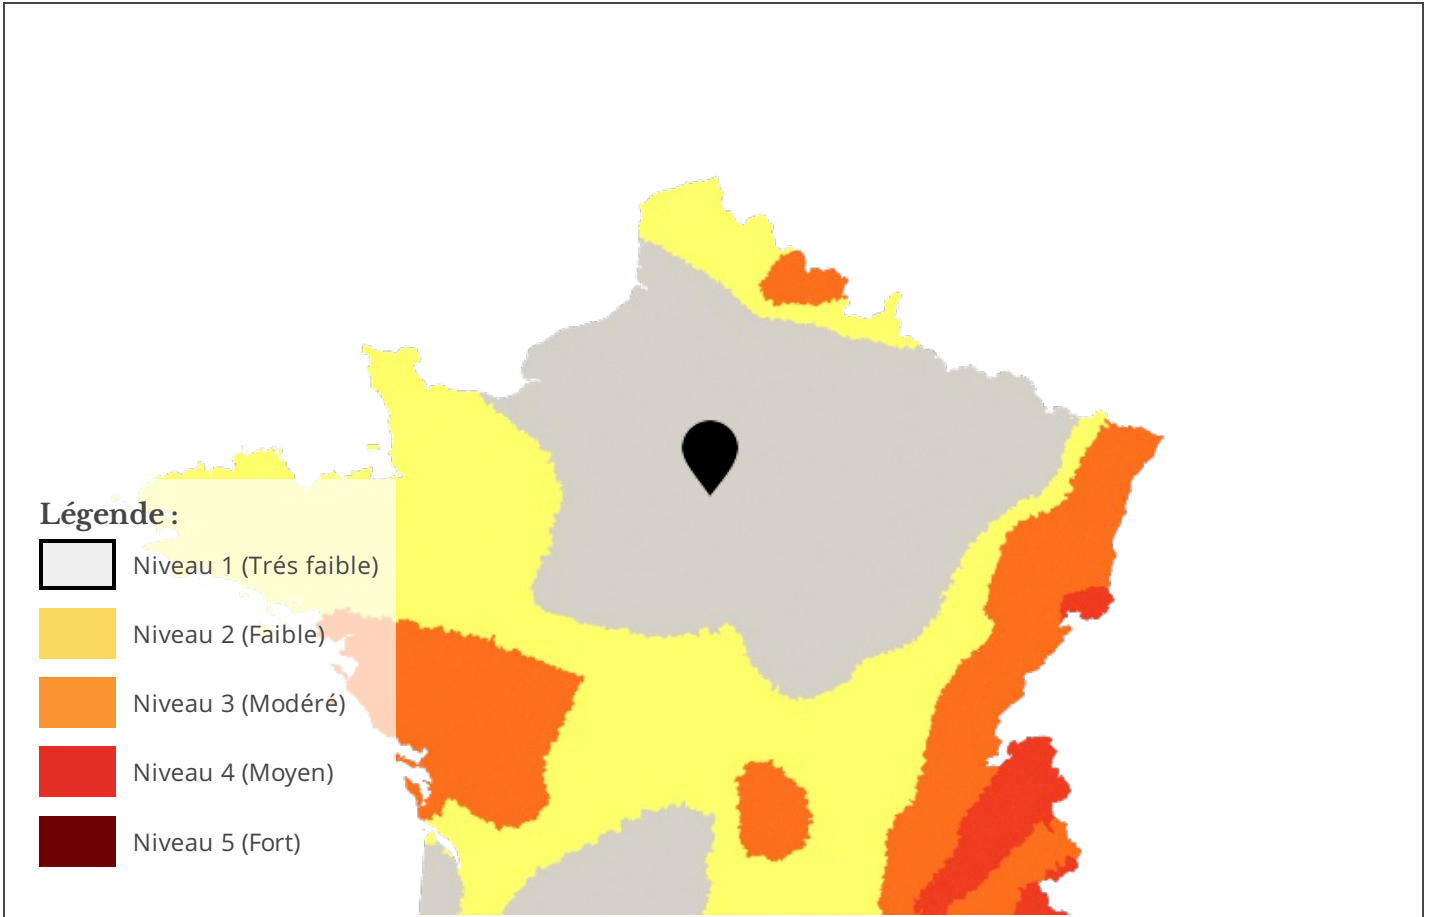 Légende :
Niveau 1 (Trés faible)
Niveau 2 (Faible)
Niveau 3 (Modéré)
Niveau 4 (Moyen)
Niveau 5 (Fort)